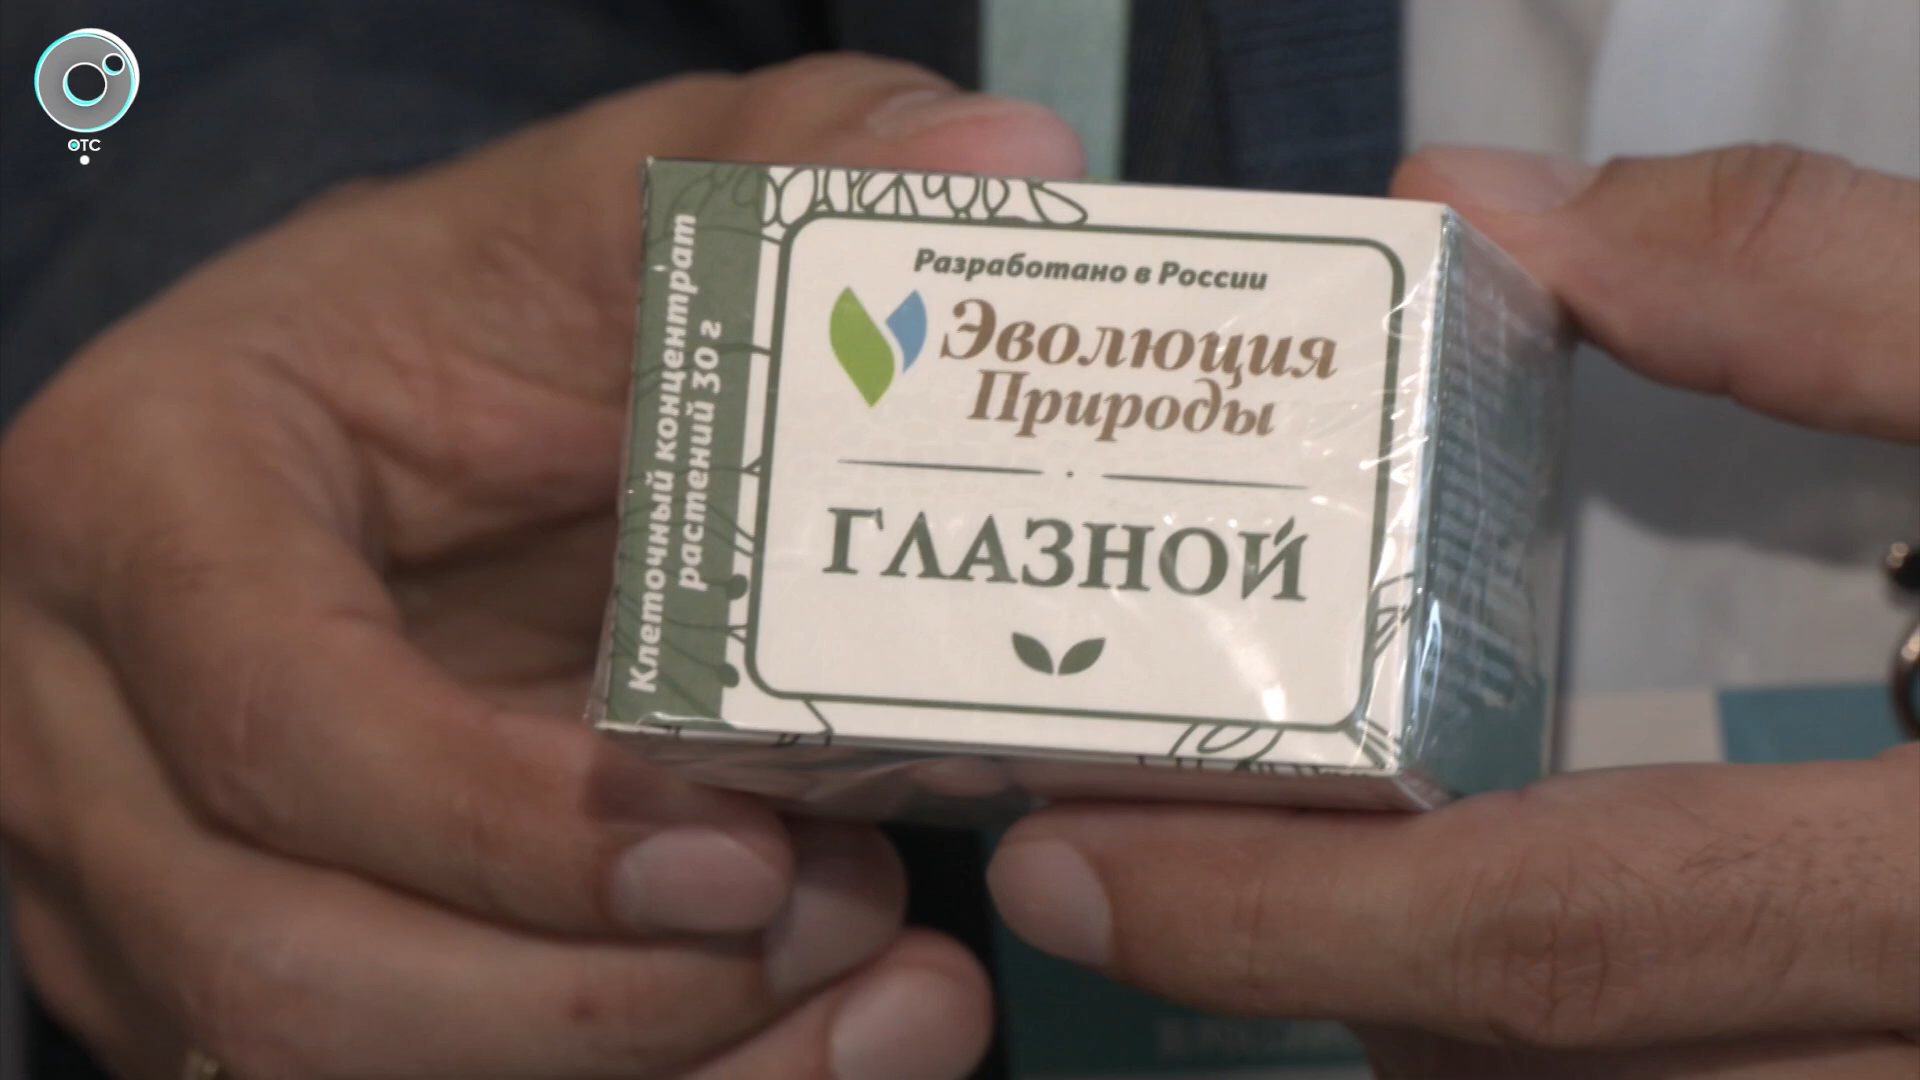 ОТС
Разработано в России
Эволюция
Природы
ГЛАЗНОЙ
Клеточный концентрат
растений 30 г